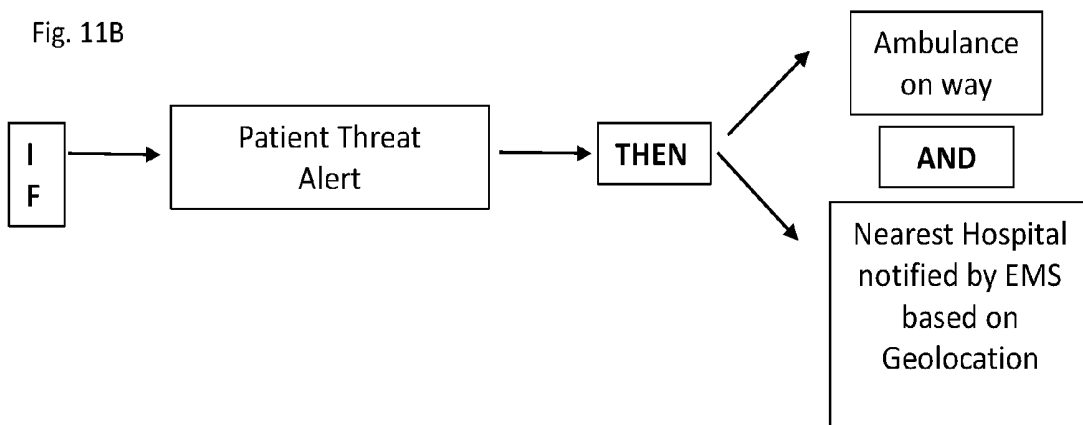 Fig. 11B
I
F
Patient Threat
Alert
THEN
Ambulance
on way
AND
Nearest Hospital
notified by EMS
based on
Geolocation